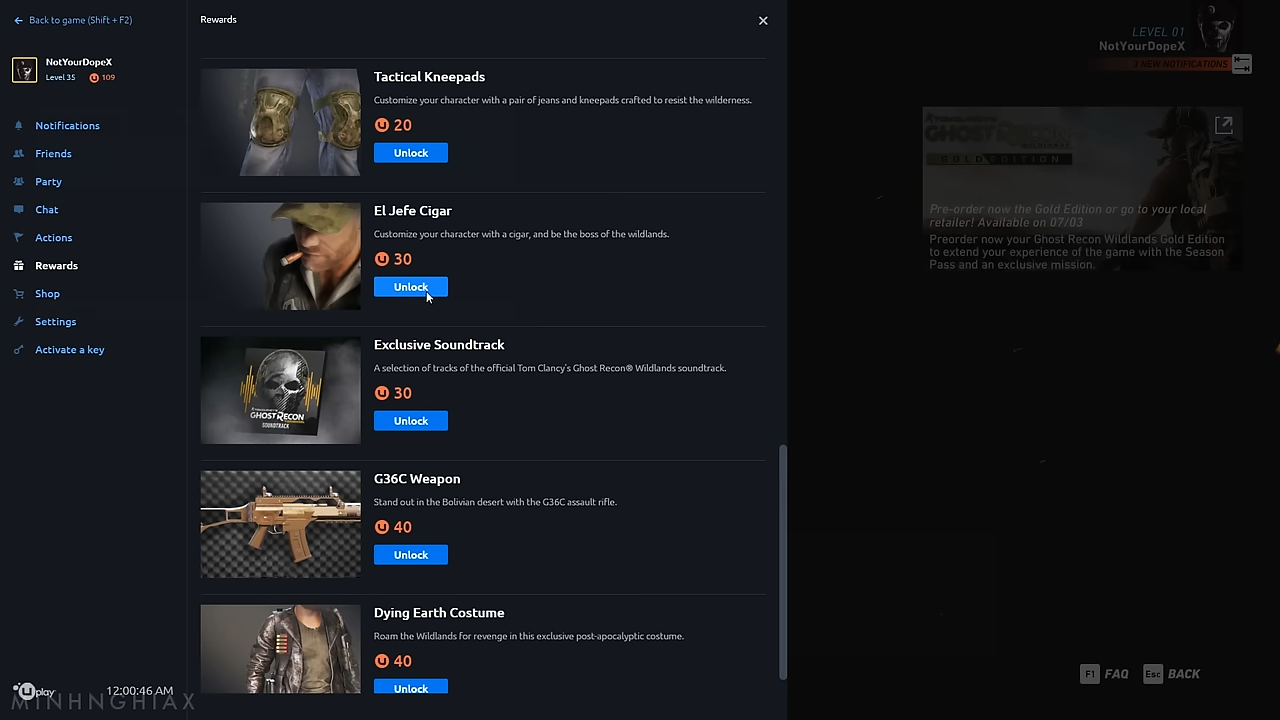 Back to game (Shift + F2)
NotYourDopeX
Level 35
109
Notifications
Friends
Party
Chat
Actions
Rewards
Shop
Settings
Activate a key
uplay
12:00:46 AM
MINHNGHIAX
Rewards
Tactical Kneepads
Customize your character with a pair of jeans and kneepads crafted to resist the wilderness.
20
Unlock
El Jefe Cigar
Customize your character with a cigar, and be the boss of the wildlands.
30
Unlock
GHOST RECON
SOUNDTRACK
Exclusive Soundtrack
A selection of tracks of the official Tom Clancy's Ghost Recon® Wildlands soundtrack.
30
Unlock
G36C Weapon
Stand out in the Bolivian desert with the G36C assault rifle.
40
Unlock
Dying Earth Costume
Roam the Wildlands for revenge in this exclusive post-apocalyptic costume.
40
Unlock
LEVEL 01
NotYourDopeX
3 NEW NOTIFICATIONS
GHOST RECON
GOLD EDITION
Pre-order now the Gold Edition or go to your local
retailer! Available on 07/03
Preorder now your Ghost Recon Wildlands Gold Edition
to extend your experience of the game with the Season
Pass and an exclusive mission.
F1 FAQ Esc BACK